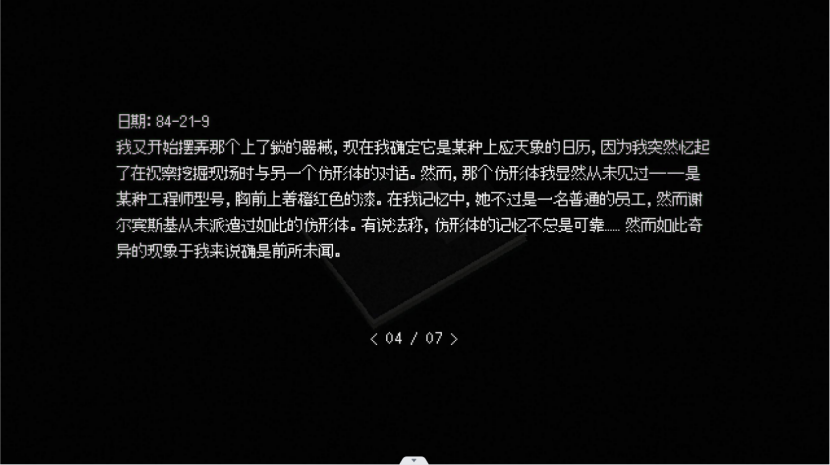 日期: 84-21-9
我又开始摆弄那个上了锁的器械, 现在我确定它是某种上应天象的日历, 因为我突然忆起
了在视察挖掘现场时与另一个仿形体的对话。然而, 那个仿形体我显然从未见过——是
某种工程师型号, 胸前上着橙红色的漆。在我记忆中, 她不过是一名普通的员工, 然而谢
尔宾斯基从未派遣过如此的仿形体。有说法称, 仿形体的记忆不总是可靠…… 然而如此奇
异的现象于我来说确是前所未闻。
< 04 / 07 >